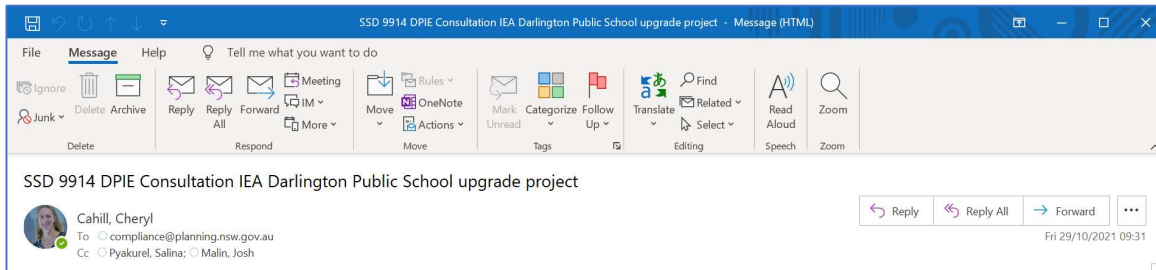 SSD 9914 DPIE Consultation IEA Darlington Public School upgrade project - Message (HTML)
File Message Help Tell me what you want to do
Ignore
Junk
Delete
Archive
Reply
Reply All
Forward
Meeting
IM
More
Move
Rules
OneNote
Actions
Mark Unread
Categorize
Follow Up
Translate
Find
Related
Select
Read Aloud
Zoom
Delete Respond Move Tags Editing Speech Zoom
SSD 9914 DPIE Consultation IEA Darlington Public School upgrade project
Cahill, Cheryl
To compliance@planning.nsw.gov.au
Cc Pyakurel, Salina; Malin, Josh
Reply Reply All Forward
Fri 29/10/2021 09:31